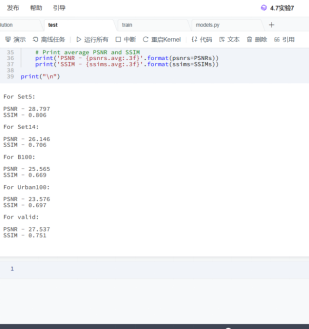 发布 帮助 引导 4.7实验7
lution test train models.py +
演示 离线任务 运行所有 中断 重启Kernel 代码 文本 删除 引用
35 # Print average PSNR and SSIM
36 print('PSNR - {psnrs.avg:.3f}'.format(psnrs=PSNRs))
37 print('SSIM - {ssims.avg:.3f}'.format(ssims=SSIMs))
38
39 print("\n")
For Set5:
PSNR - 28.797
SSIM - 0.806
For Set14:
PSNR - 26.146
SSIM - 0.706
For B100:
PSNR - 25.565
SSIM - 0.669
For Urban100:
PSNR - 23.576
SSIM - 0.697
For valid:
PSNR - 27.537
SSIM - 0.751
1